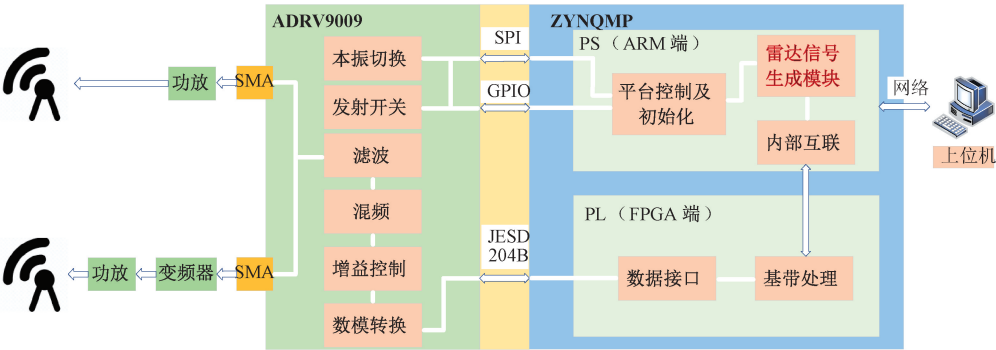 ADRV9009
ZYNQMP
SPI
PS（ARM 端）
本振切换
雷达信号
生成模块
功放
SMA
GPIO
平台控制及
初始化
网络
发射开关
内部互联
上位机
滤波
混频
PL（FPGA 端）
JESD
204B
功放
变频器
SMA
增益控制
数据接口
基带处理
数模转换